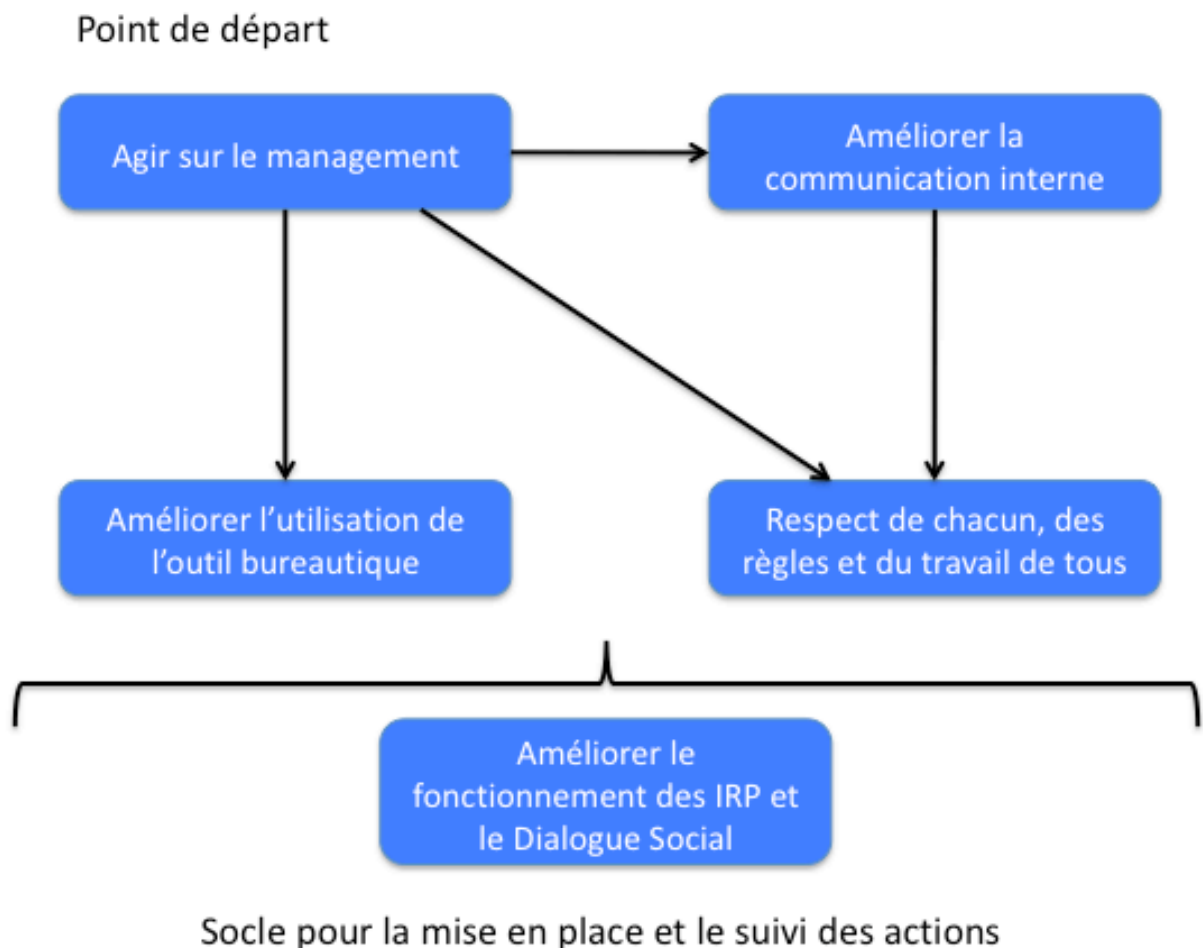 Point de départ
Agir sur le management
Améliorer la
communication interne
Améliorer l’utilisation de
l’outil bureautique
Respect de chacun, des
règles et du travail de tous
Améliorer le
fonctionnement des IRP et
le Dialogue Social
Socle pour la mise en place et le suivi des actions